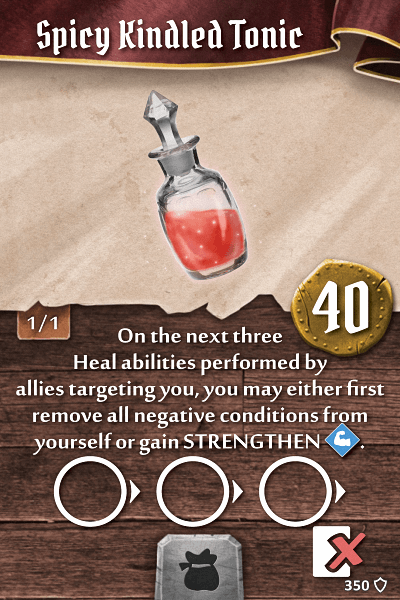 Spicy Kindled Tonic
40
1/1
On the next three
Heal abilities performed by
allies targeting you, you may either first
remove all negative conditions from
yourself or gain STRENGTHEN .
350